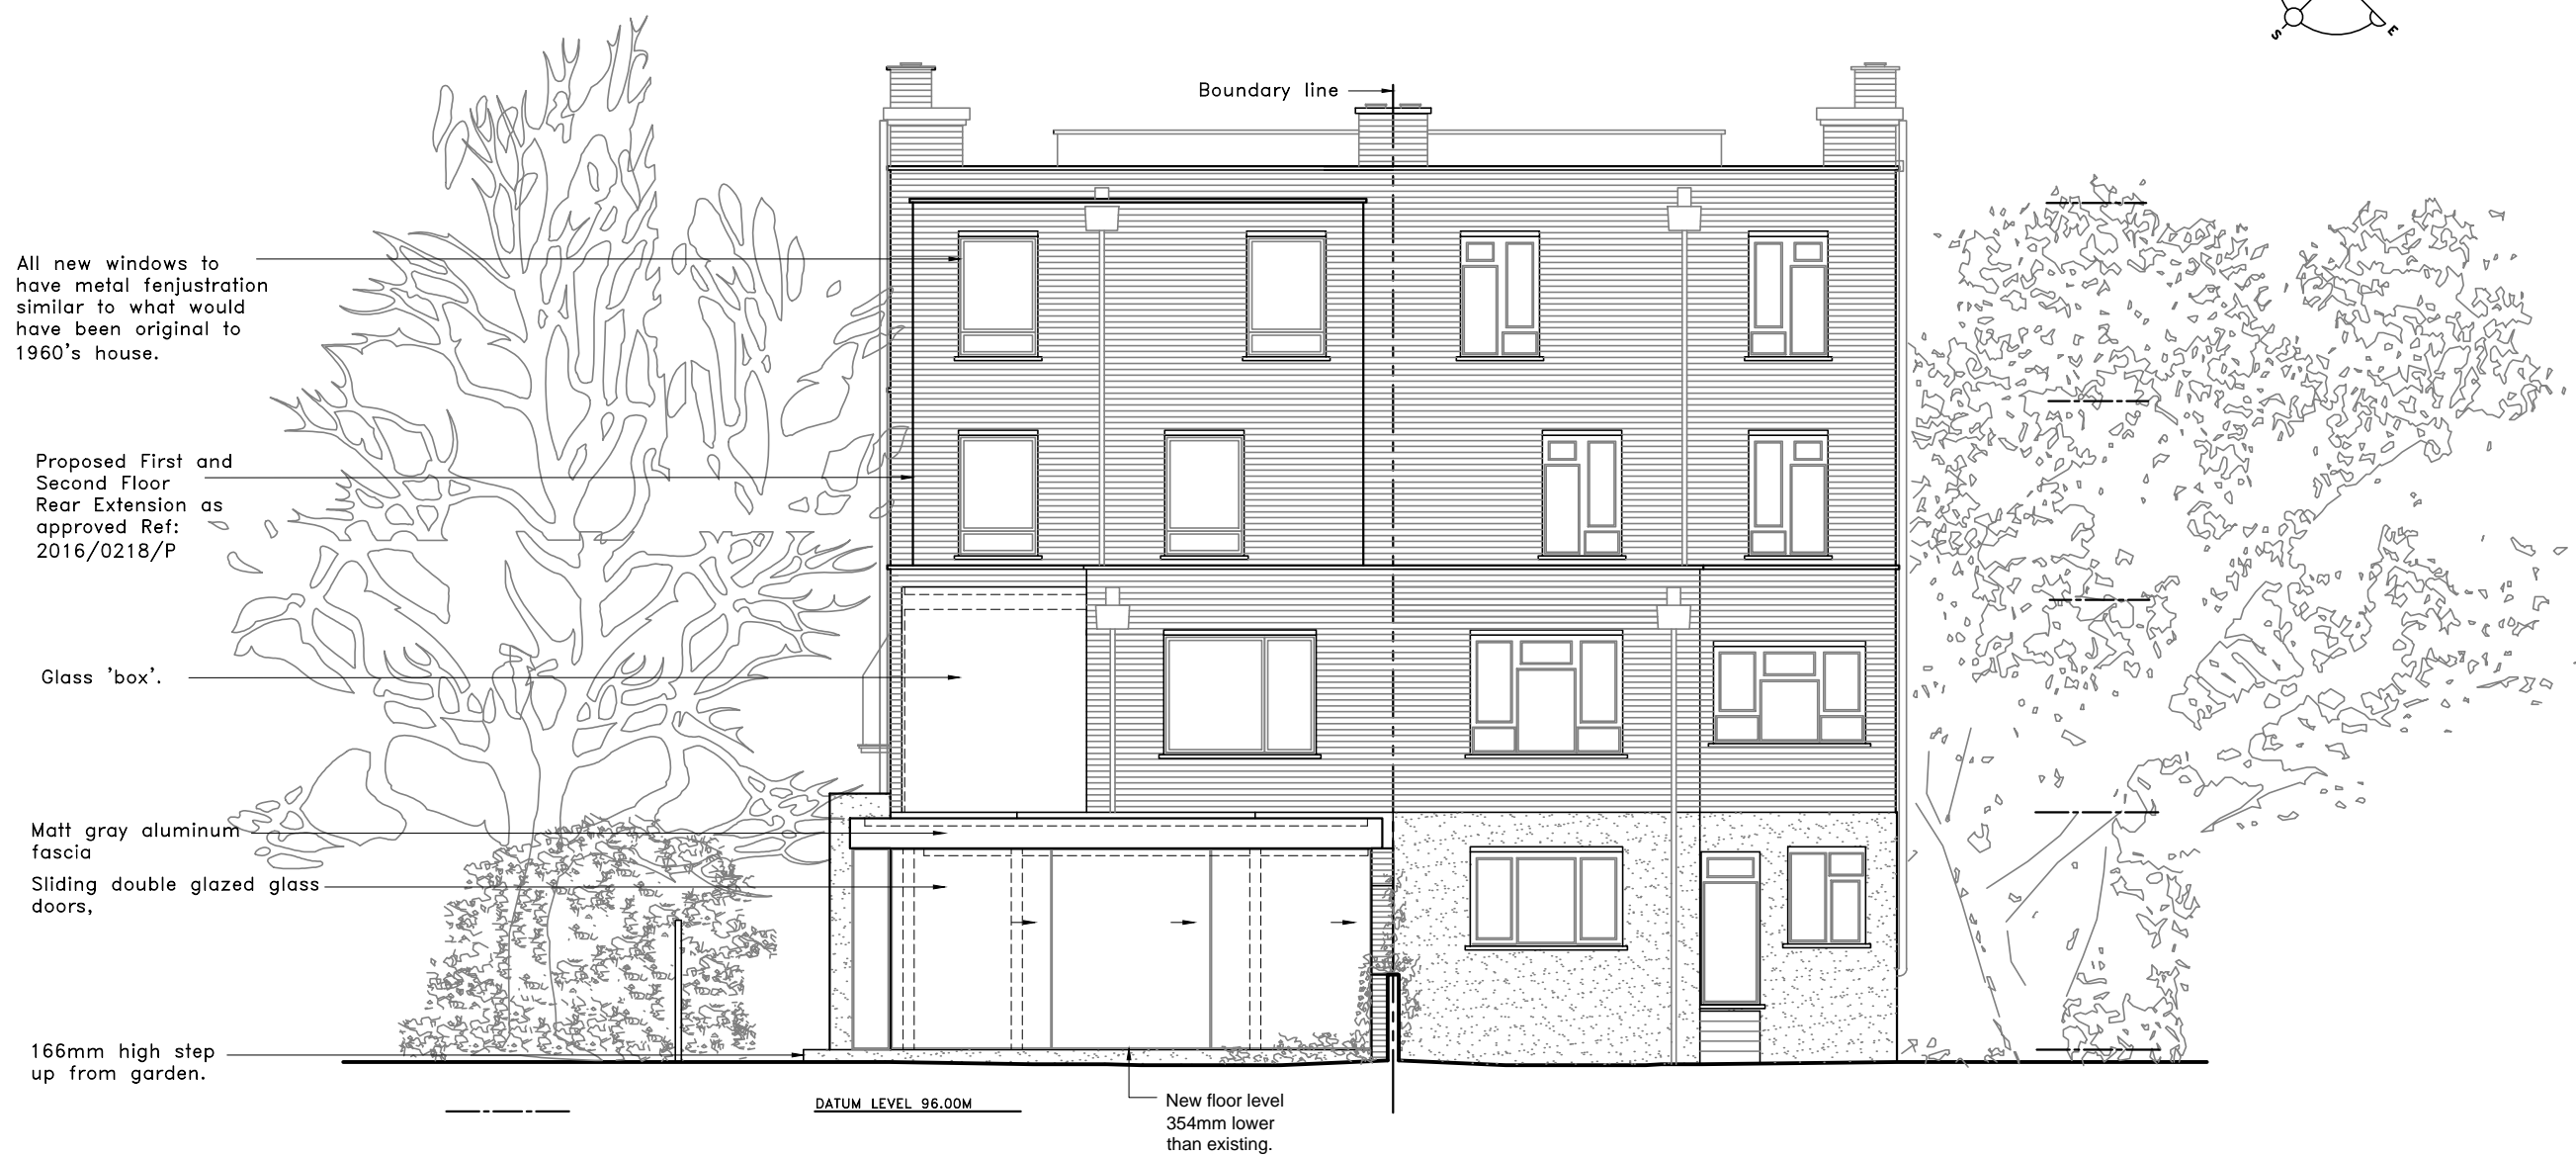 S
E
Boundary line
All new windows to
have metal fenjustration
similar to what would
have been original to
1960's house.
Proposed First and
Second Floor
Rear Extension as
approved Ref:
2016/0218/P
Glass 'box'.
Matt gray aluminum
fascia
Sliding double glazed glass
doors,
166mm high step
up from garden.
DATUM LEVEL 96.00M
New floor level
354mm lower
than existing.